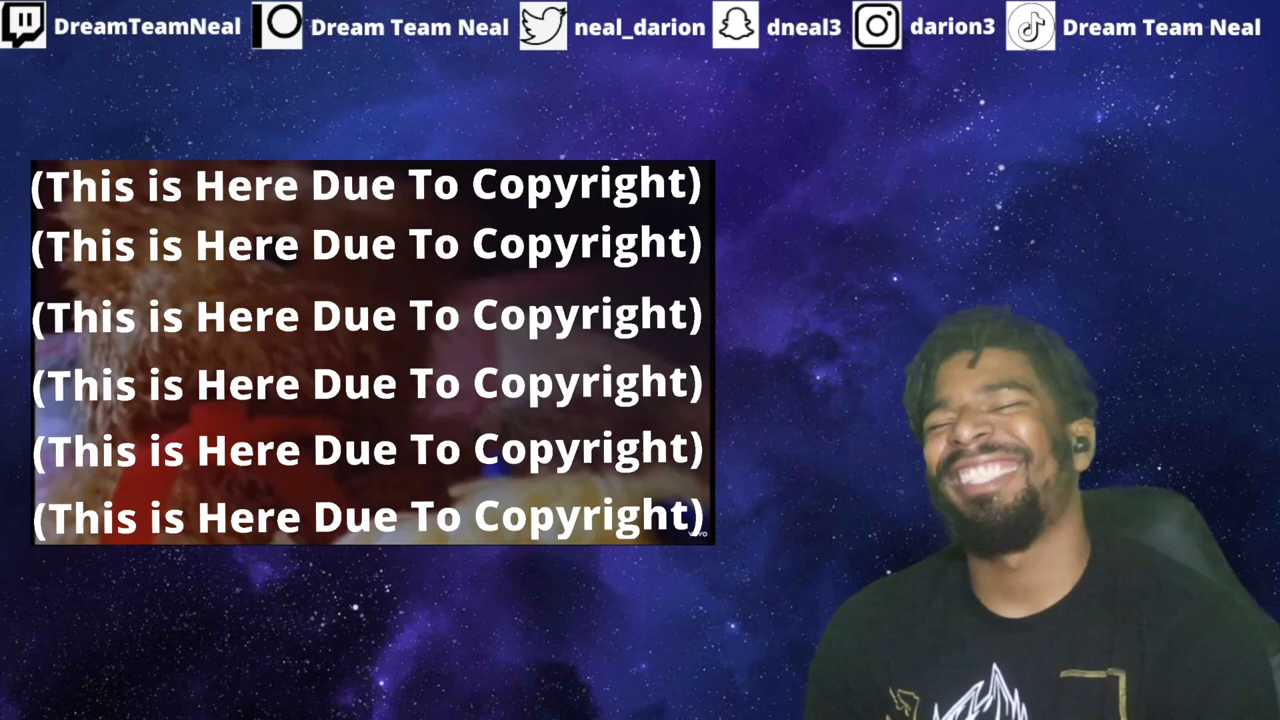 DreamTeamNeal Dream Team Neal neal_darion dneal3 darion3 Dream Team Neal
(This is Here Due To Copyright)
(This is Here Due To Copyright)
(This is Here Due To Copyright)
(This is Here Due To Copyright)
(This is Here Due To Copyright)
(This is Here Due To Copyright)
vevo